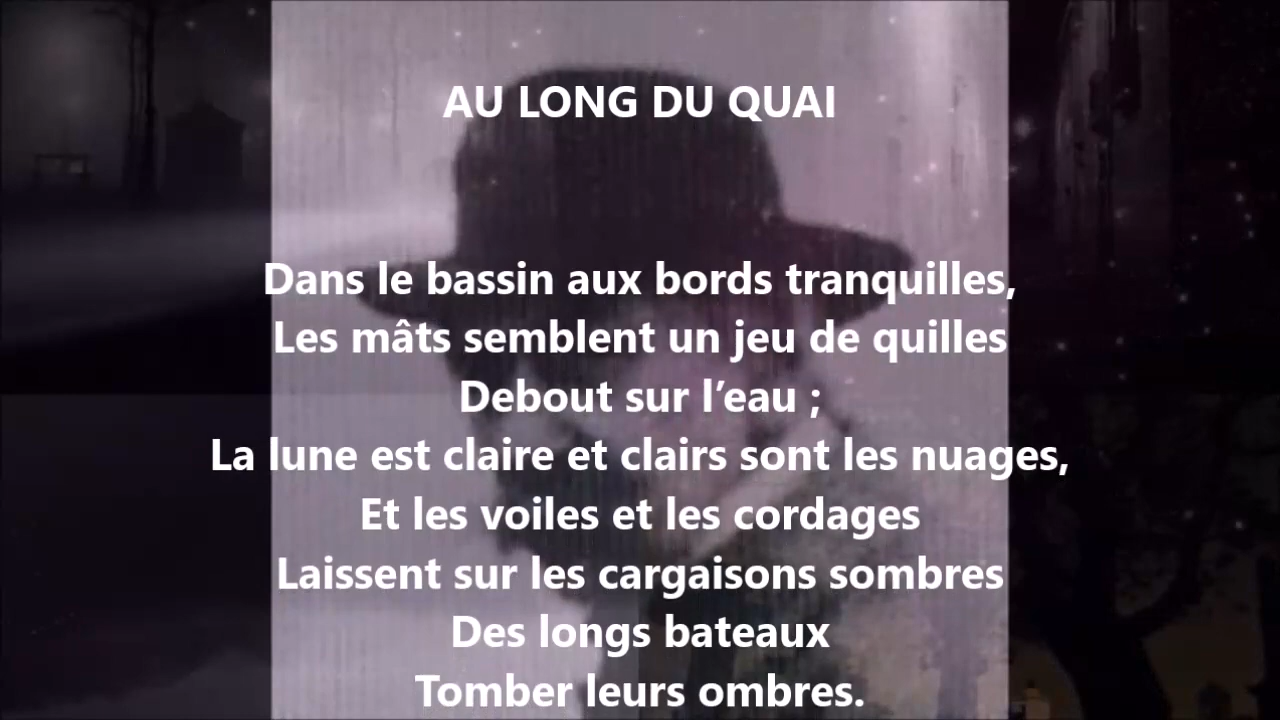 AU LONG DU QUAI
Dans le bassin aux bords tranquilles,
Les mâts semblent un jeu de quilles
Debout sur l’eau ;
La lune est claire et clairs sont les nuages,
Et les voiles et les cordages
Laissent sur les cargaisons sombres
Des longs bateaux
Tomber leurs ombres.